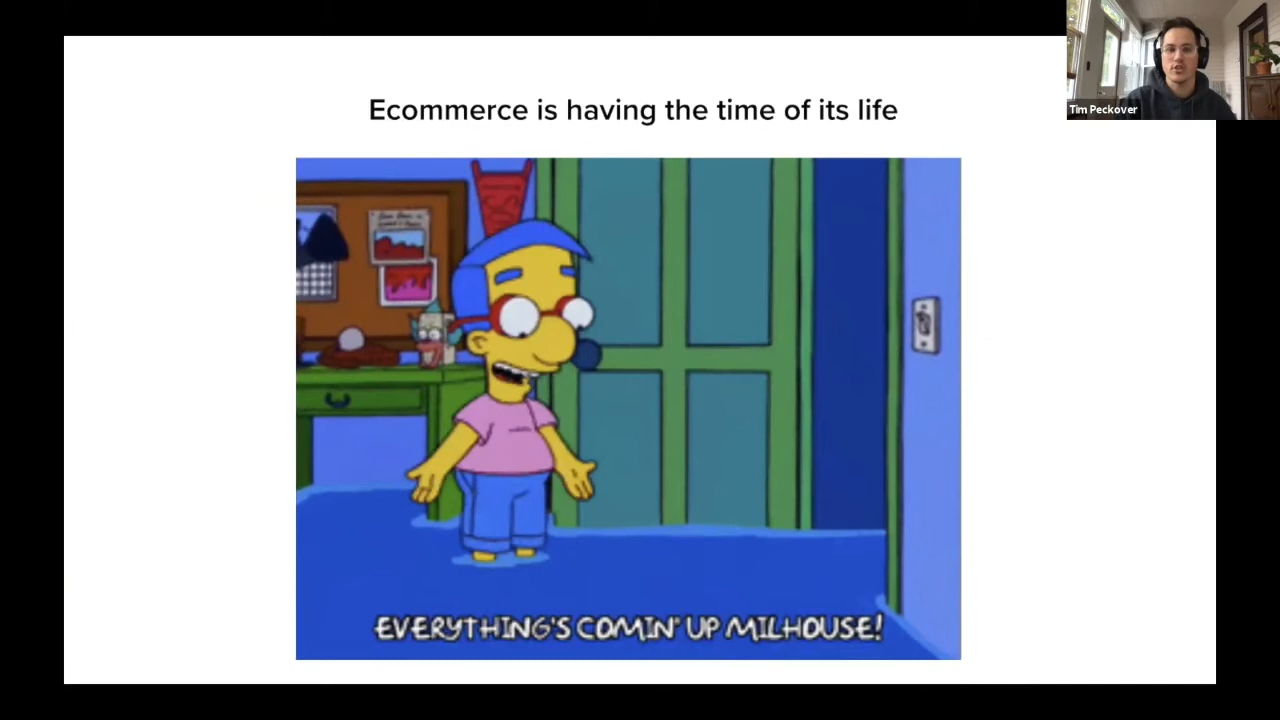 Ecommerce is having the time of its life
Tim Peckover
EVERYTHING'S COMIN' UP MILHOUSE!